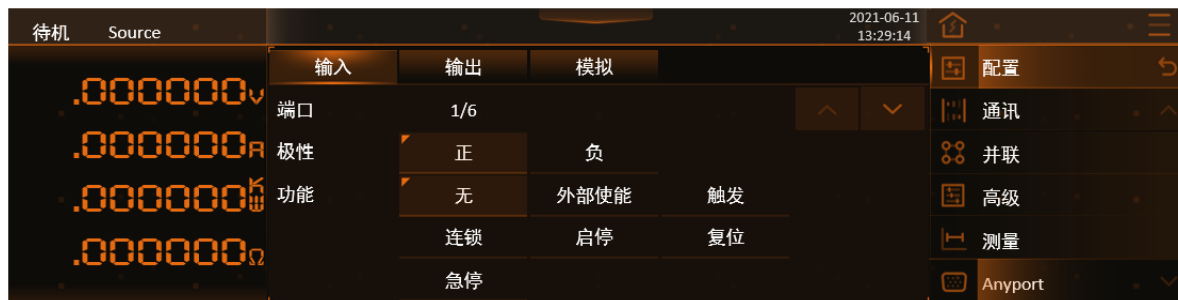 待机 Source 2021-06-11
13:29:14
输入 输出 模拟 配置
.000000V
端口 1/6 通讯
.000000A
极性 正 负 并联
.000000KW
功能 无 外部使能 触发 高级
连锁 启停 复位 测量
.000000Ω
急停 Anyport